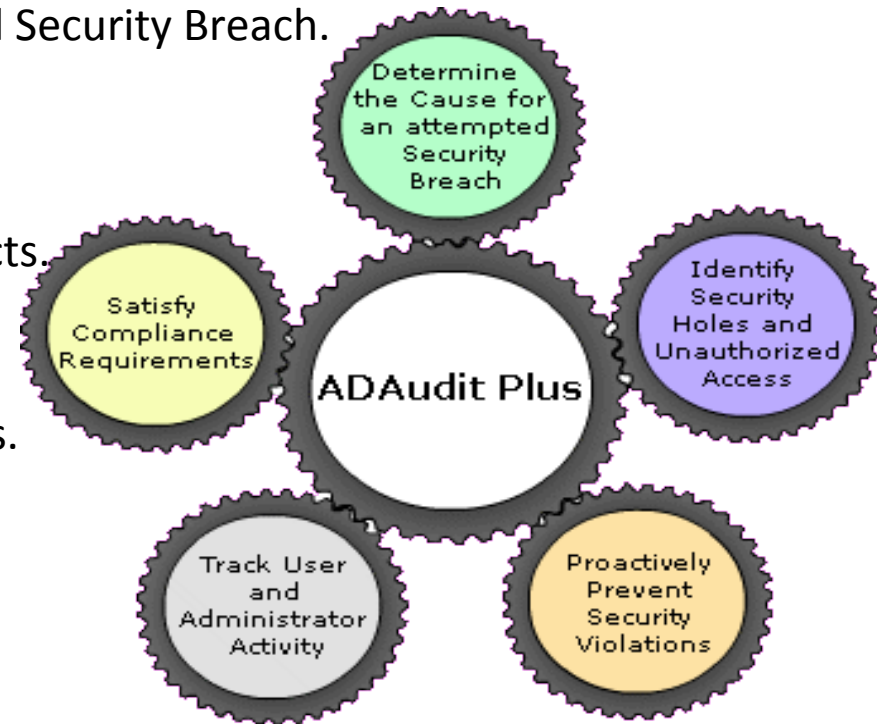 l Security Breach.
cts.
s.
Determine
the Cause for
an attempted
Security
Breach
Satisfy
Compliance
Requirements
Identify
Security
Holes and
Unauthorized
Access
ADAudit Plus
Track User
and
Administrator
Activity
Proactively
Prevent
Security
Violations